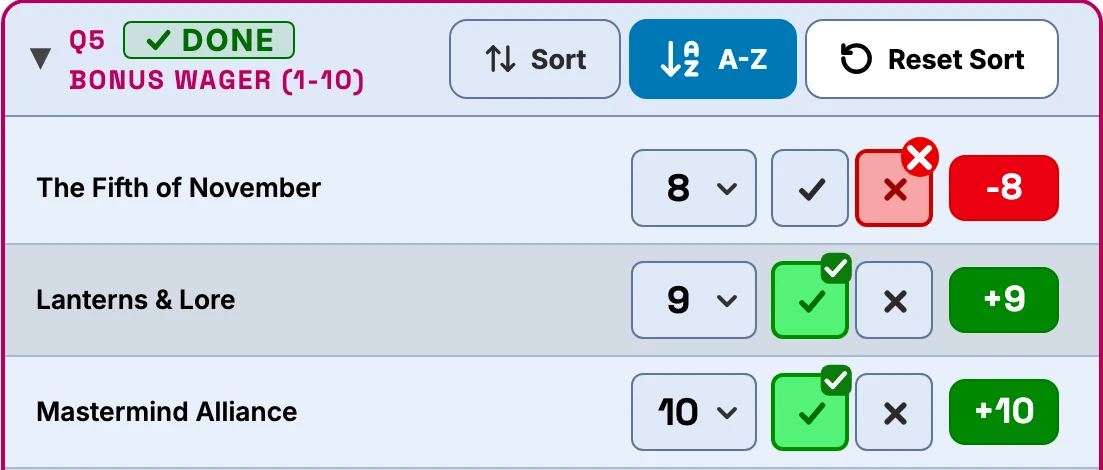 Q5 DONE
BONUS WAGER (1-10)
Sort
A-Z
Reset Sort
The Fifth of November 8 -8
Lanterns & Lore 9 +9
Mastermind Alliance 10 +10